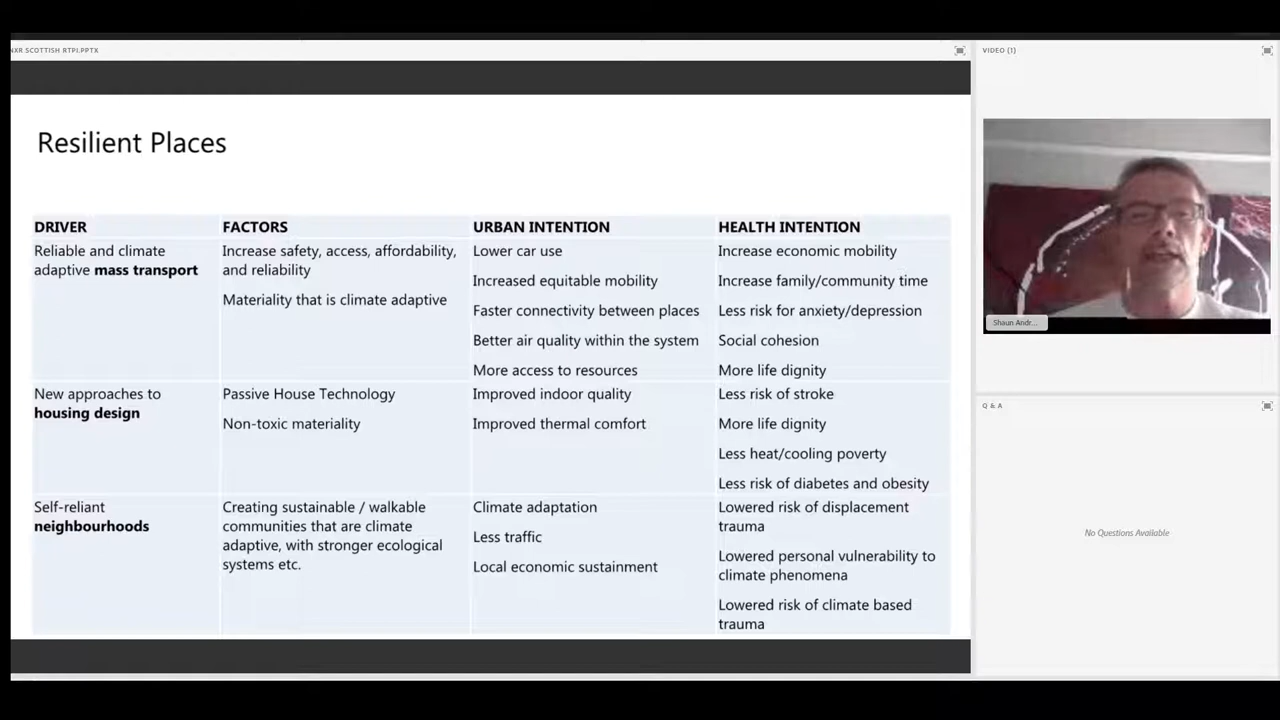 NXR SCOTTISH RTPI.PPTX
VIDEO (1)
Resilient Places
DRIVER
FACTORS
URBAN INTENTION
HEALTH INTENTION
Reliable and climate
adaptive mass transport
Increase safety, access, affordability,
and reliability
Materiality that is climate adaptive
Lower car use
Increased equitable mobility
Faster connectivity between places
Better air quality within the system
More access to resources
Increase economic mobility
Increase family/community time
Less risk for anxiety/depression
Social cohesion
More life dignity
New approaches to
housing design
Passive House Technology
Non-toxic materiality
Improved indoor quality
Improved thermal comfort
Less risk of stroke
More life dignity
Less heat/cooling poverty
Less risk of diabetes and obesity
Self-reliant
neighbourhoods
Creating sustainable / walkable
communities that are climate
adaptive, with stronger ecological
systems etc.
Climate adaptation
Less traffic
Local economic sustainment
Lowered risk of displacement
trauma
Lowered personal vulnerability to
climate phenomena
Lowered risk of climate based
trauma
Shaun Andr...
Q & A
No Questions Available